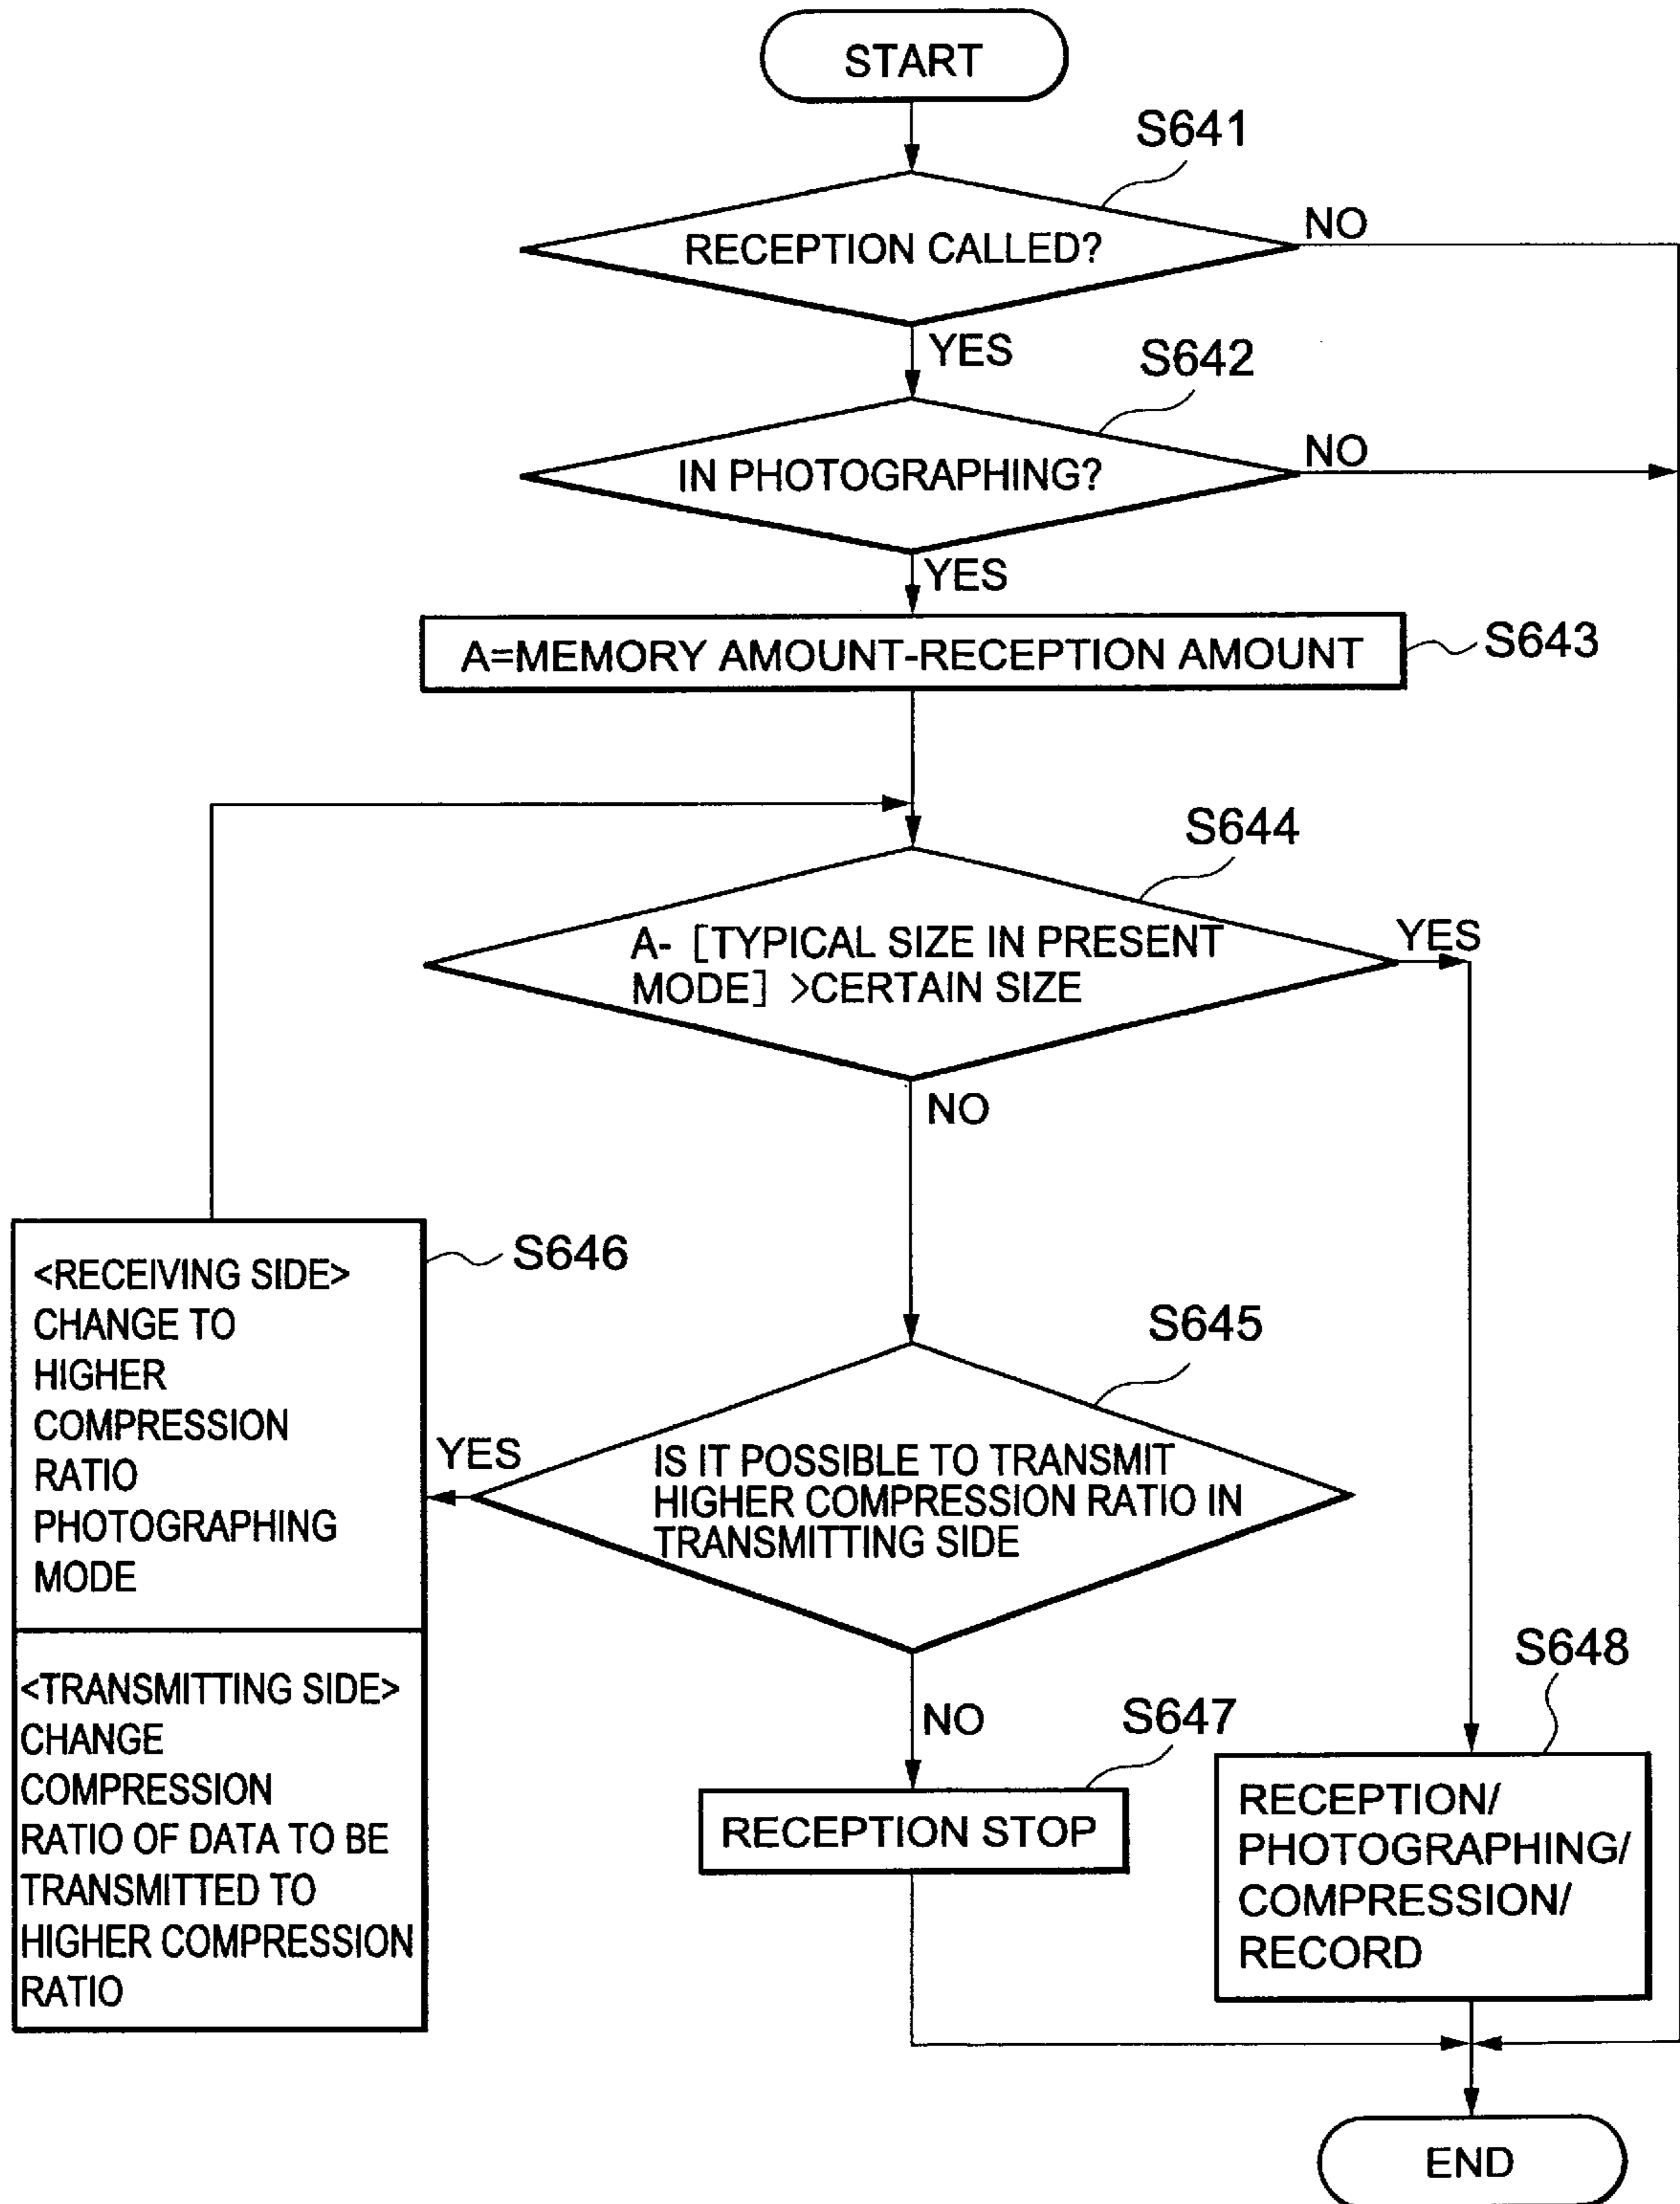 START
S641
RECEPTION CALLED?
NO
YES
S642
IN PHOTOGRAPHING?
NO
YES
A=MEMORY AMOUNT-RECEPTION AMOUNT
S643
S644
A- [TYPICAL SIZE IN PRESENT
MODE] >CERTAIN SIZE
YES
NO
<RECEIVING SIDE>
CHANGE TO
HIGHER
COMPRESSION
RATIO
PHOTOGRAPHING
MODE
S646
S645
YES
IS IT POSSIBLE TO TRANSMIT
HIGHER COMPRESSION RATIO IN
TRANSMITTING SIDE
<TRANSMITTING SIDE>
CHANGE
COMPRESSION
RATIO OF DATA TO BE
TRANSMITTED TO
HIGHER COMPRESSION
RATIO
NO
S647
RECEPTION STOP
S648
RECEPTION/
PHOTOGRAPHING/
COMPRESSION/
RECORD
END